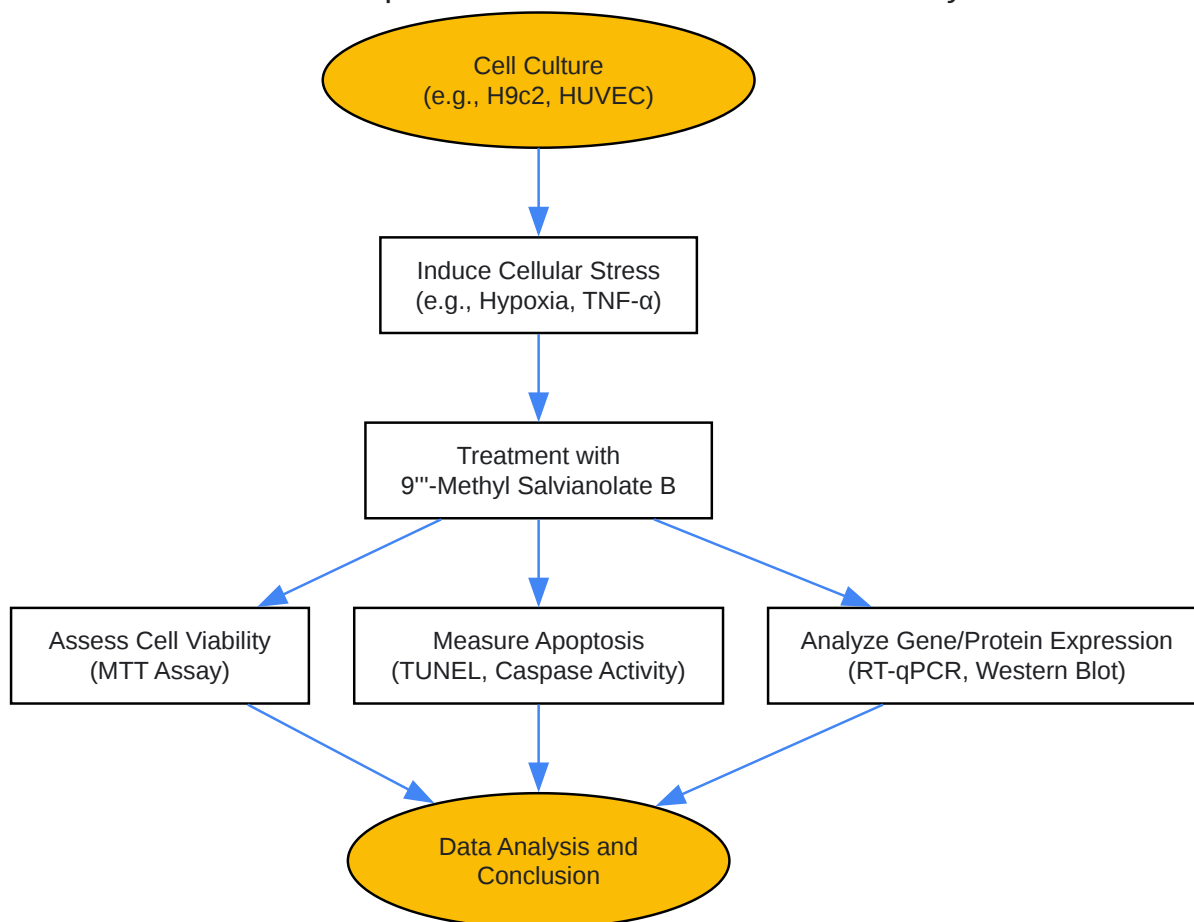 Cell Culture
(e.g., H9c2, HUVEC)
Induce Cellular Stress
(e.g., Hypoxia, TNF-α)
Treatment with
9'''-Methyl Salvianolate B
Assess Cell Viability
(MTT Assay)
Measure Apoptosis
(TUNEL, Caspase Activity)
Analyze Gene/Protein Expression
(RT-qPCR, Western Blot)
Data Analysis and
Conclusion